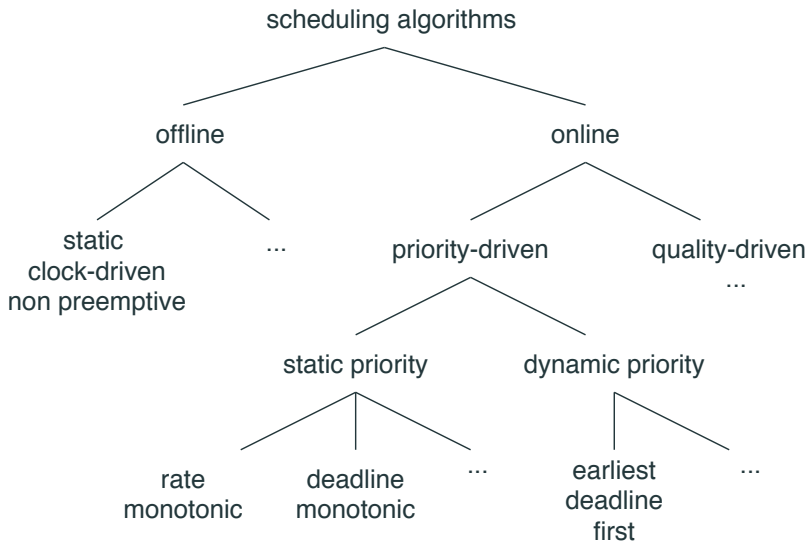 scheduling algorithms
offline
online
static
clock-driven
non preemptive
...
priority-driven
quality-driven
...
static priority
dynamic priority
rate
monotonic
deadline
monotonic
...
earliest
deadline
first
...